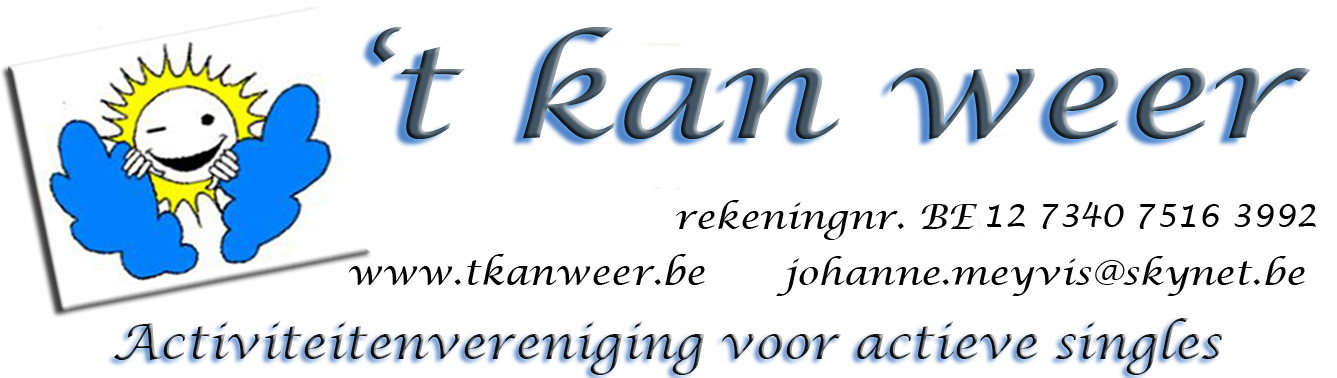 ‘t kan weer
rekeningnr. BE 12 7340 7516 3992
www.tkanweer.be johanne.meyvis@skynet.be
Activiteitenvereniging voor actieve singles